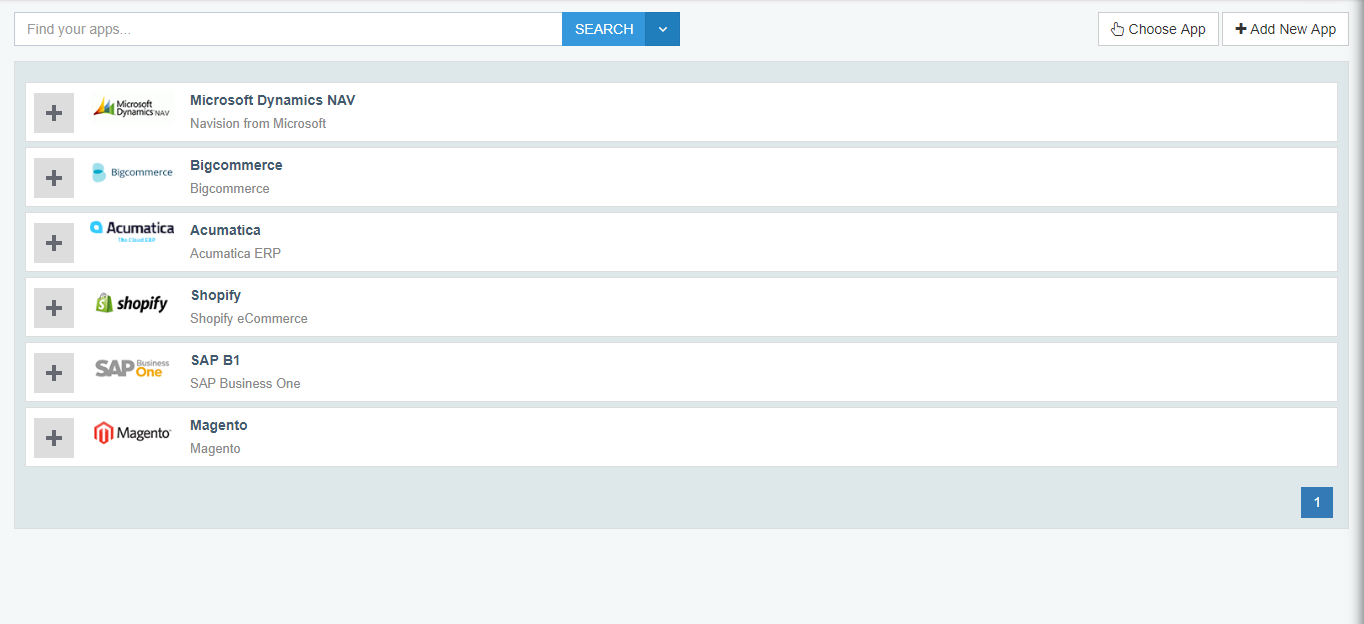 Find your apps...
SEARCH
Choose App
Add New App
Microsoft Dynamics NAV
Microsoft
Dynamics NAV
Navision from Microsoft
Bigcommerce
Bigcommerce
Bigcommerce
Acumatica
The Cloud ERP
Acumatica
Acumatica ERP
shopify
Shopify
Shopify eCommerce
SAP Business One
SAP B1
SAP Business One
Magento
Magento
Magento
1